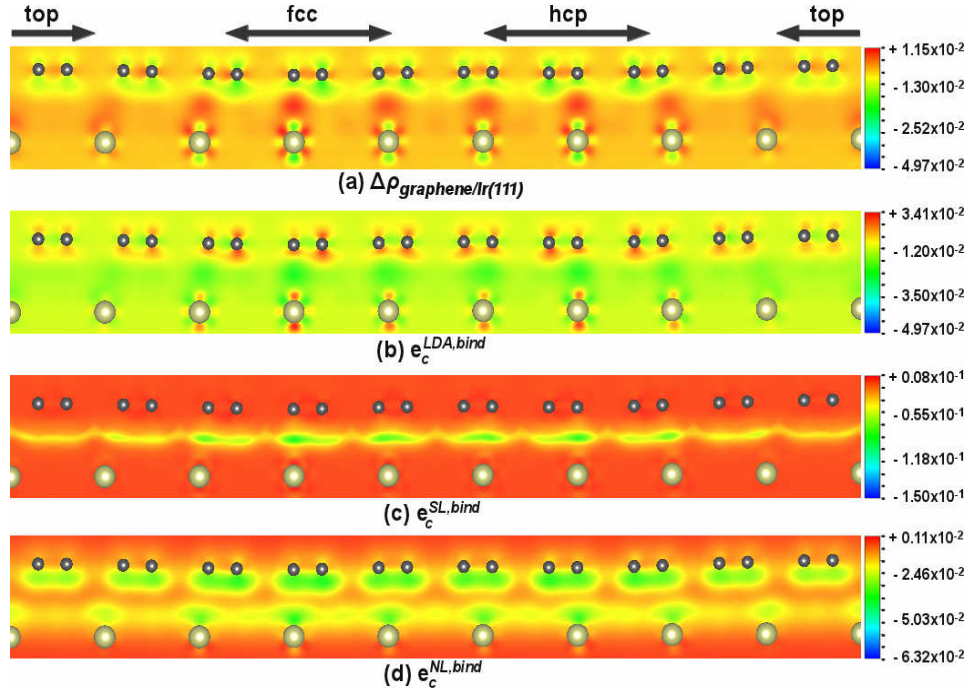 top fcc hcp top
+ 1.15x10-2
- 1.30x10-2
- 2.52x10-2
- 4.97x10-2
(a) Δρgraphene/Ir(111)
+ 3.41x10-2
- 1.20x10-2
- 3.50x10-2
- 4.97x10-2
(b) ecLDA,bind
+ 0.08x10-1
- 0.55x10-1
- 1.18x10-1
- 1.50x10-1
(c) ecSL,bind
+ 0.11x10-2
- 2.46x10-2
- 5.03x10-2
- 6.32x10-2
(d) ecNL,bind